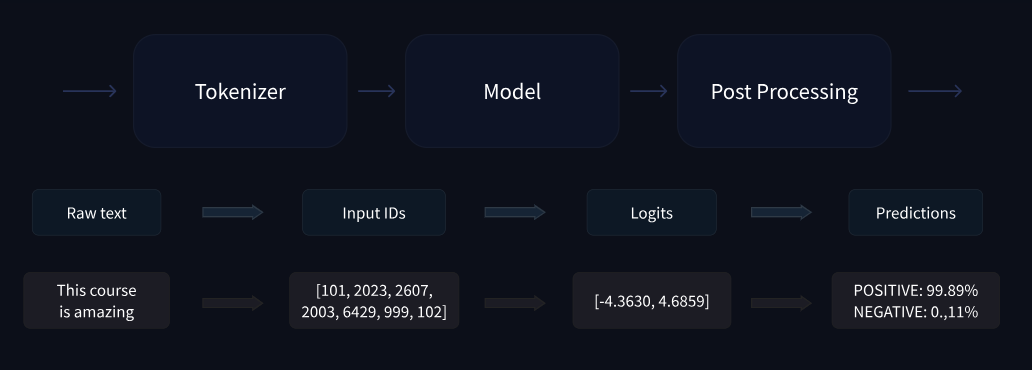 Tokenizer
Model
Post Processing
Raw text
Input IDs
Logits
Predictions
This course
is amazing
[101, 2023, 2607,
2003, 6429, 999, 102]
[-4.3630, 4.6859]
POSITIVE: 99.89%
NEGATIVE: 0.,11%